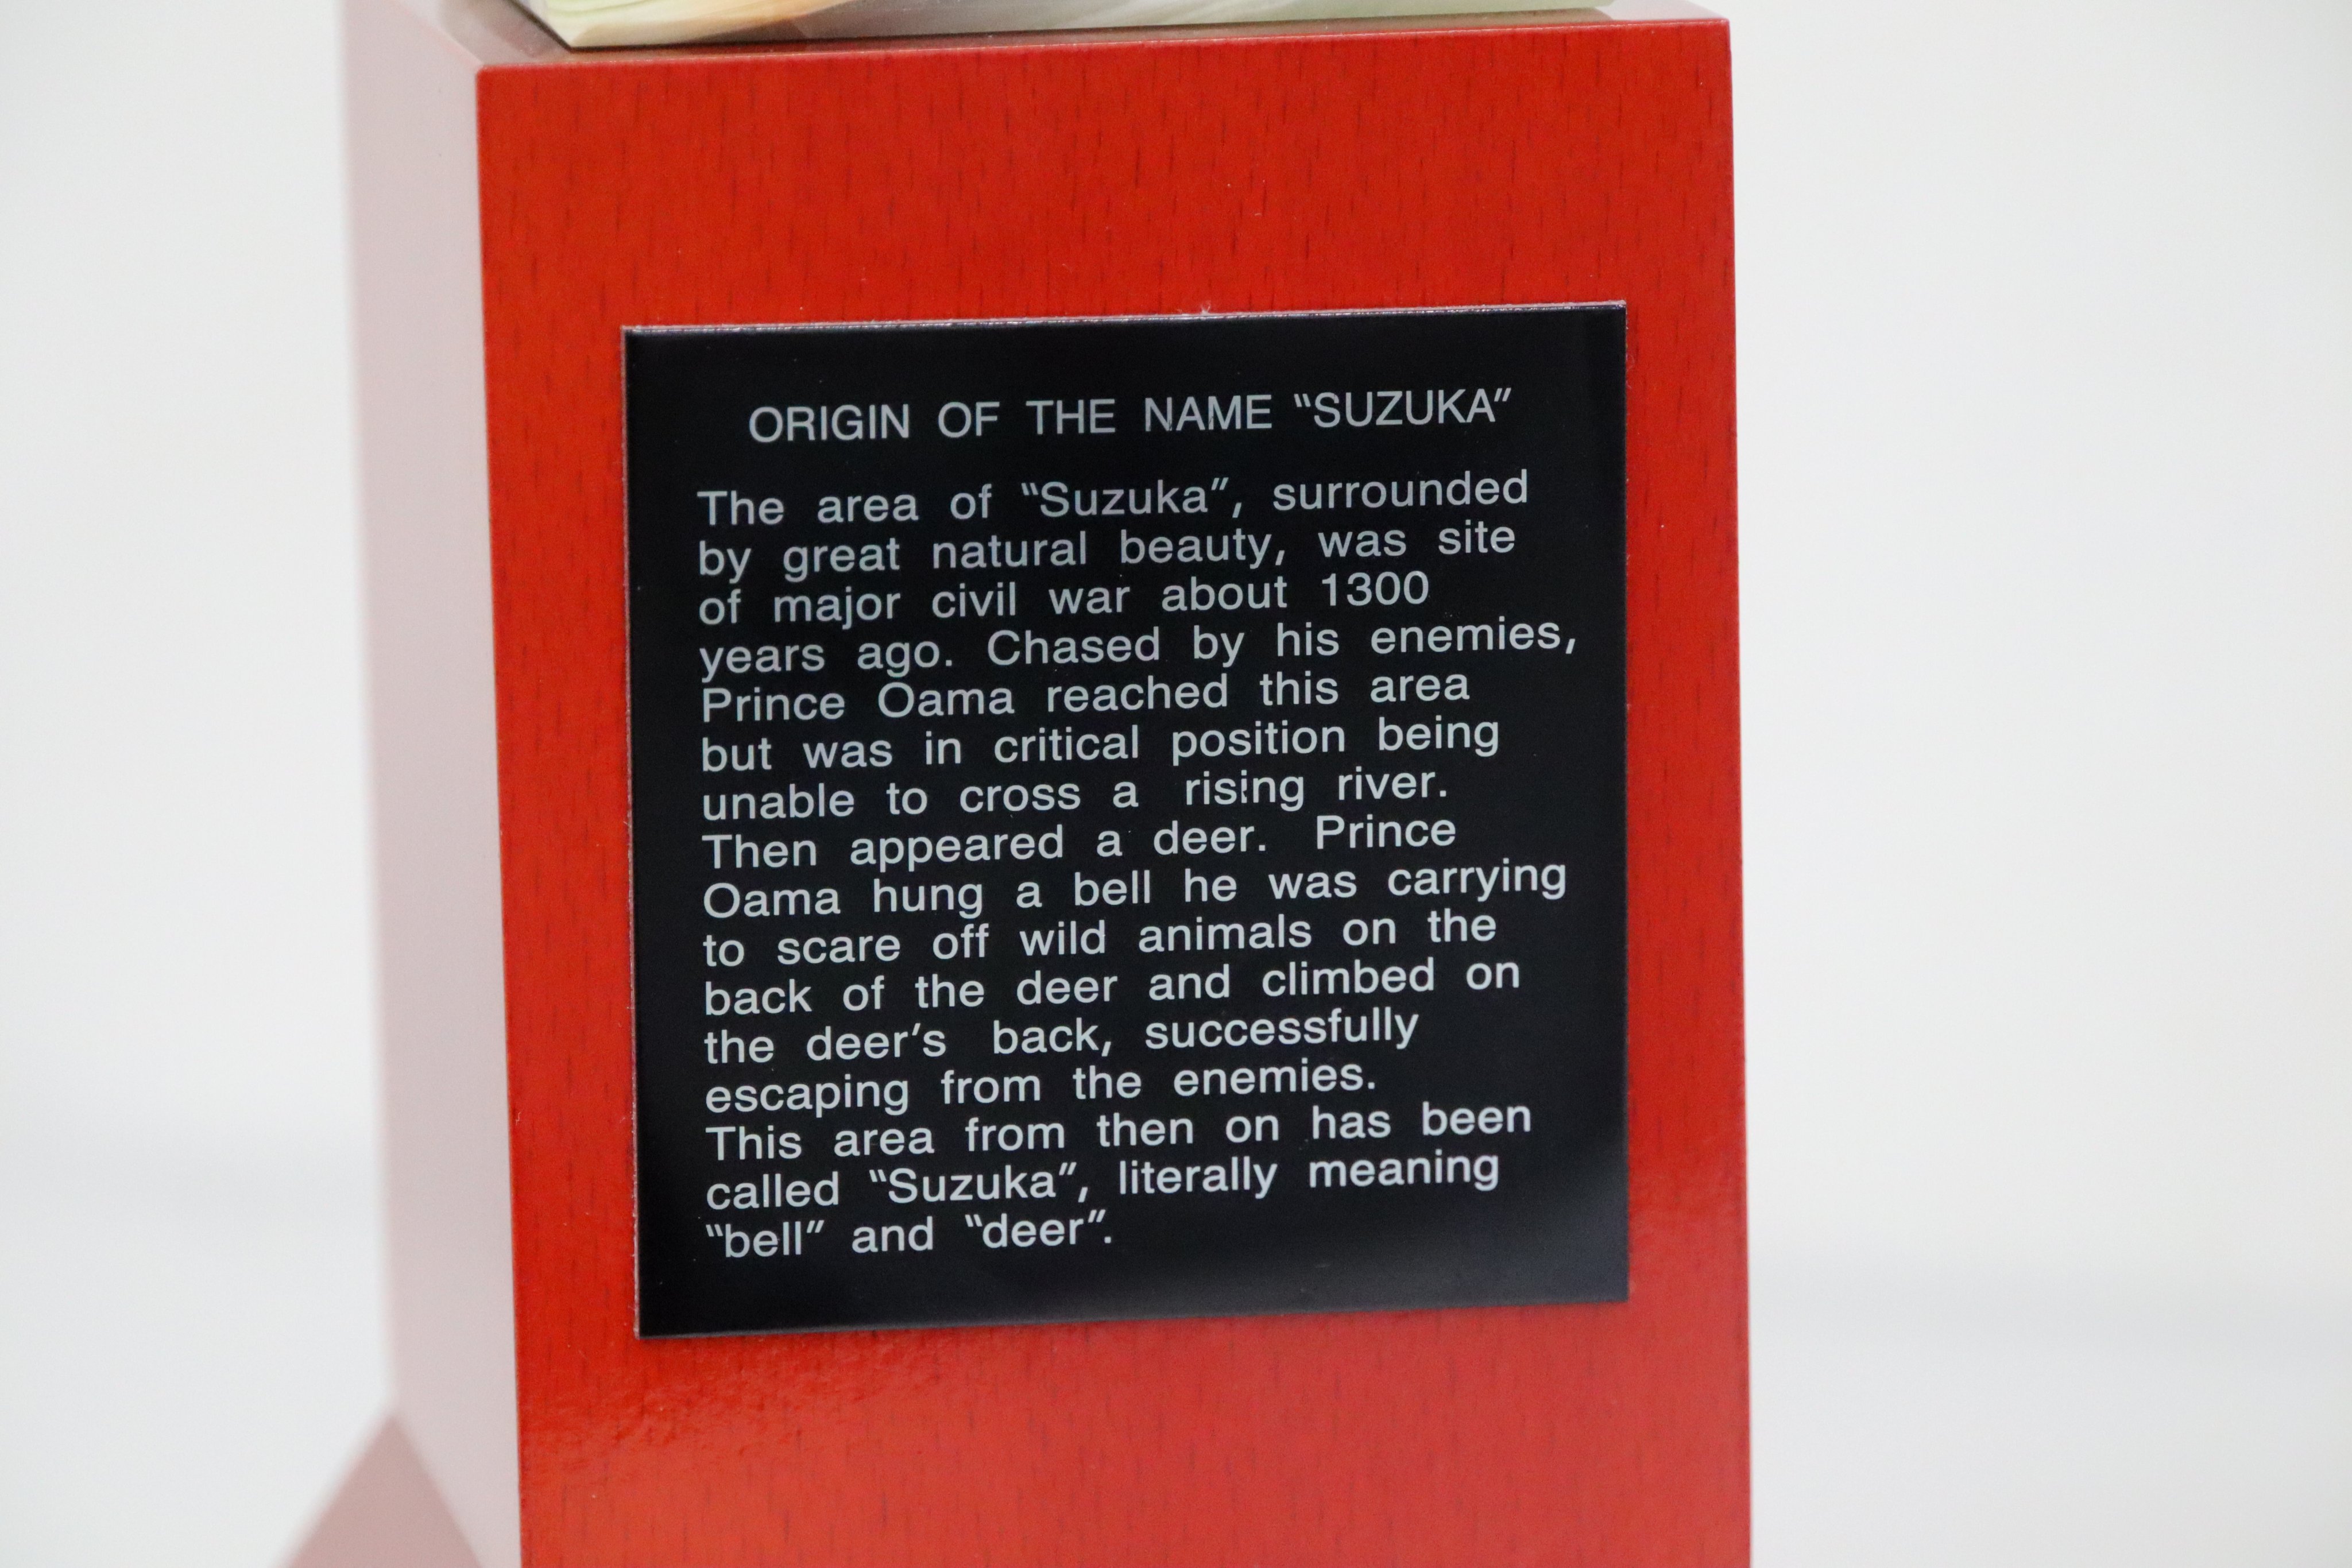 ORIGIN OF THE NAME “SUZUKA”
The area of “Suzuka”, surrounded
by great natural beauty, was site
of major civil war about 1300
years ago. Chased by his enemies,
Prince Oama reached this area
but was in critical position being
unable to cross a rising river.
Then appeared a deer. Prince
Oama hung a bell he was carrying
to scare off wild animals on the
back of the deer and climbed on
the deer’s back, successfully
escaping from the enemies.
This area from then on has been
called “Suzuka”, literally meaning
“bell” and “deer”.